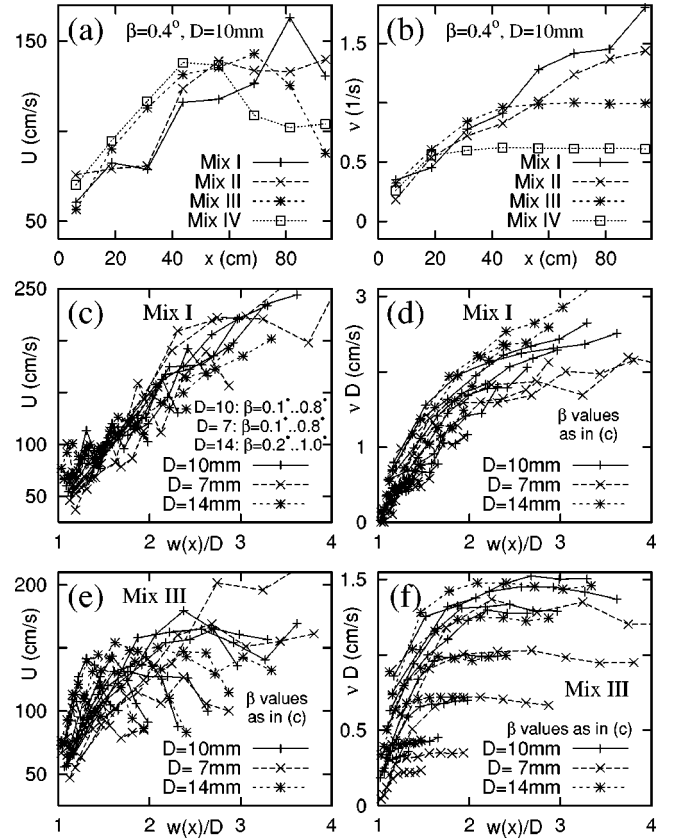 (a) β=0.4°, D=10mm
150
50
U (cm/s)
Mix I
Mix II
Mix III
Mix IV
0 20 40 60 80
x (cm)
(b) β=0.4°, D=10mm
1.5
1
0.5
0
ν (1/s)
Mix I
Mix II
Mix III
Mix IV
0 20 40 60 80
x (cm)
(c) Mix I
250
100
50
U (cm/s)
D=10: β=0.1°..0.8°
D= 7: β=0.1°..0.8°
D=14: β=0.2°..1.0°
D=10mm
D= 7mm
D=14mm
1 2 3 4
w(x)/D
(d) Mix I
3
1
0
ν D (cm/s)
β values
as in (c)
D=10mm
D= 7mm
D=14mm
1 2 3 4
w(x)/D
(e) Mix III
200
150
100
50
U (cm/s)
β values
as in (c)
D=10mm
D= 7mm
D=14mm
1 2 3 4
w(x)/D
(f)
1.5
1
0.5
0
ν D (cm/s)
Mix III
β values as in (c)
D=10mm
D= 7mm
D=14mm
1 2 3 4
w(x)/D